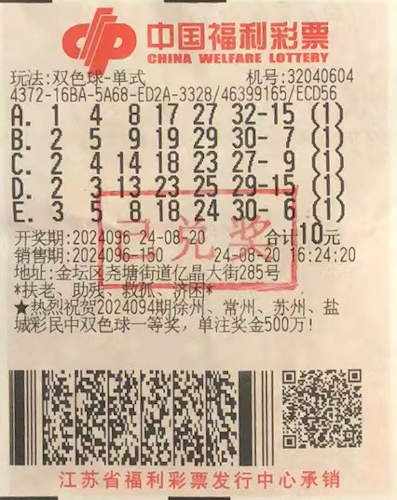 中国福利彩票
CHINA WELFARE LOTTERY
玩法:双色球-单式 机号:32040604
4372-16BA-5A68-ED2A-3328/46399165/ECD56
A. 1 4 8 17 27 32-15 (1)
B. 2 5 9 19 29 30- 7 (1)
C. 2 4 14 18 23 27- 9 (1)
D. 2 3 13 23 25 29-15 (1)
E. 3 5 8 18 24 30- 6 (1)
已兑奖
开奖期:2024096 24-08-20 合计10元
销售期:2024096-150 24-08-20 16:24:20
地址:金坛区尧塘街道亿晶大街285号
*扶老、助残、救孤、济困*
★热烈祝贺2024094期徐州、常州、苏州、盐
城彩民中双色球一等奖，单注奖金500万!
江苏省福利彩票发行中心承销